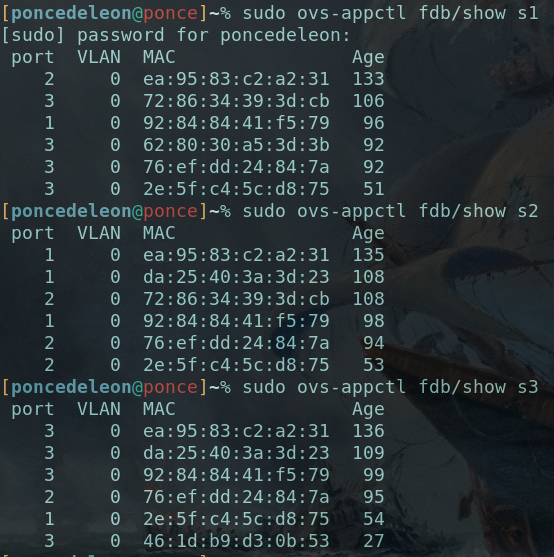 [poncedeleon@ponce]~% sudo ovs-appctl fdb/show s1
[sudo] password for poncedeleon:
 port  VLAN  MAC                Age
    2     0  ea:95:83:c2:a2:31  133
    3     0  72:86:34:39:3d:cb  106
    1     0  92:84:84:41:f5:79   96
    3     0  62:80:30:a5:3d:3b   92
    3     0  76:ef:dd:24:84:7a   92
    3     0  2e:5f:c4:5c:d8:75   51
[poncedeleon@ponce]~% sudo ovs-appctl fdb/show s2
 port  VLAN  MAC                Age
    1     0  ea:95:83:c2:a2:31  135
    1     0  da:25:40:3a:3d:23  108
    2     0  72:86:34:39:3d:cb  108
    1     0  92:84:84:41:f5:79   98
    2     0  76:ef:dd:24:84:7a   94
    2     0  2e:5f:c4:5c:d8:75   53
[poncedeleon@ponce]~% sudo ovs-appctl fdb/show s3
 port  VLAN  MAC                Age
    3     0  ea:95:83:c2:a2:31  136
    3     0  da:25:40:3a:3d:23  109
    3     0  92:84:84:41:f5:79   99
    2     0  76:ef:dd:24:84:7a   95
    1     0  2e:5f:c4:5c:d8:75   54
    3     0  46:1d:b9:d3:0b:53   27